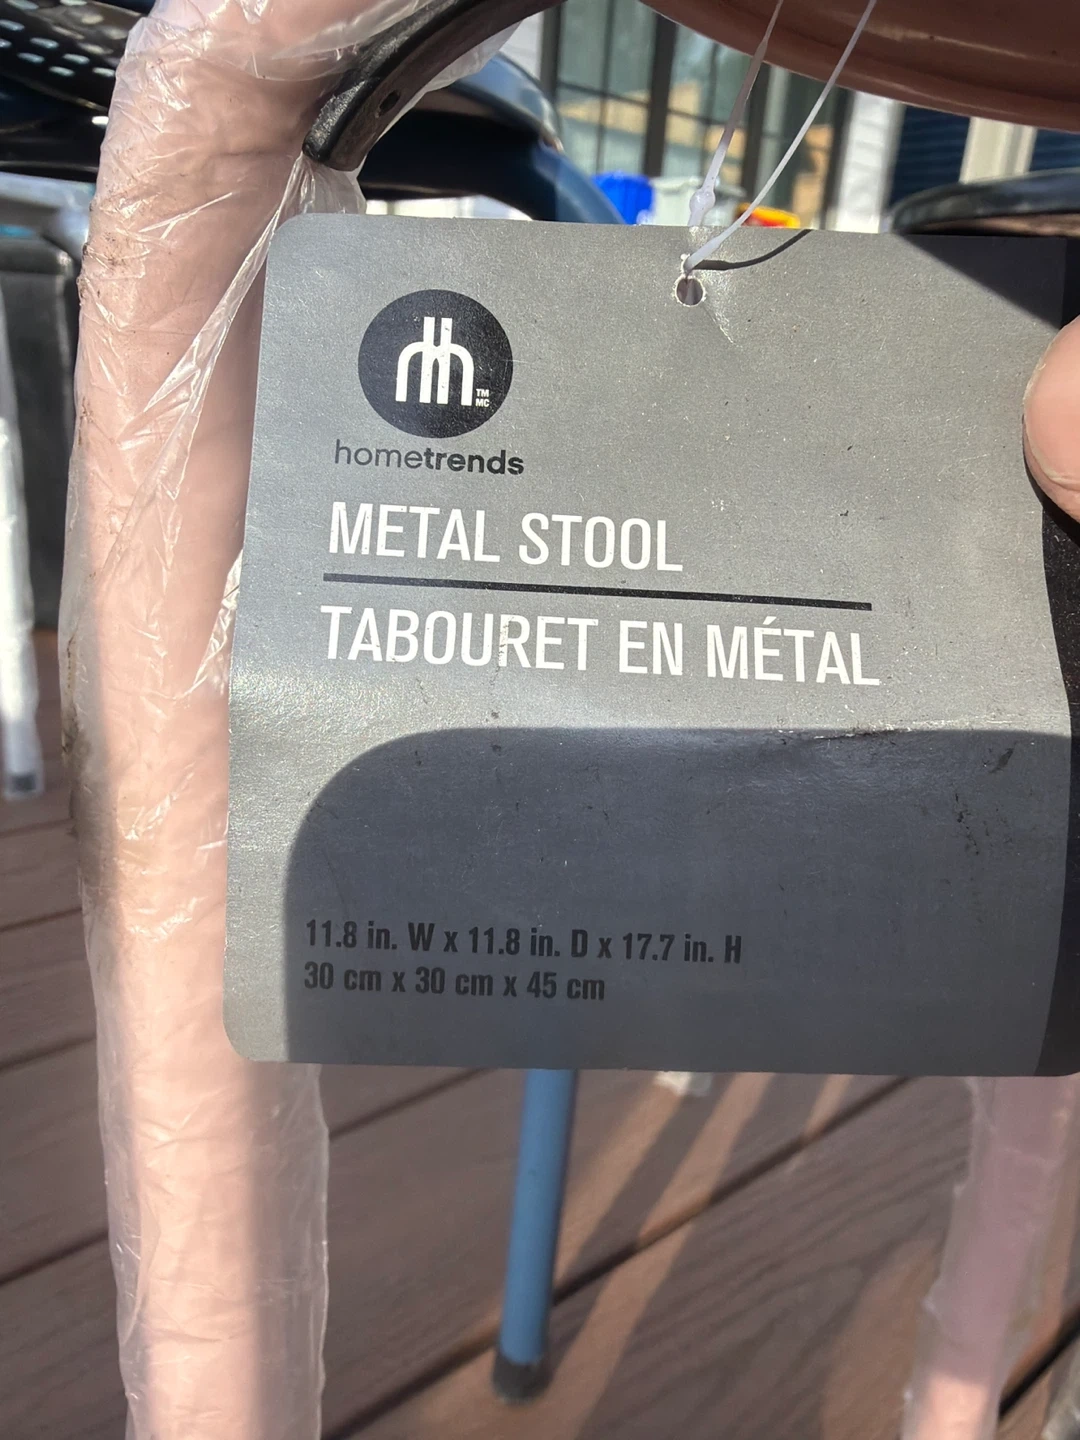 TM
MC
hometrends
METAL STOOL
TABOURET EN MÉTAL
11.8 in. W x 11.8 in. D x 17.7 in. H
30 cm x 30 cm x 45 cm